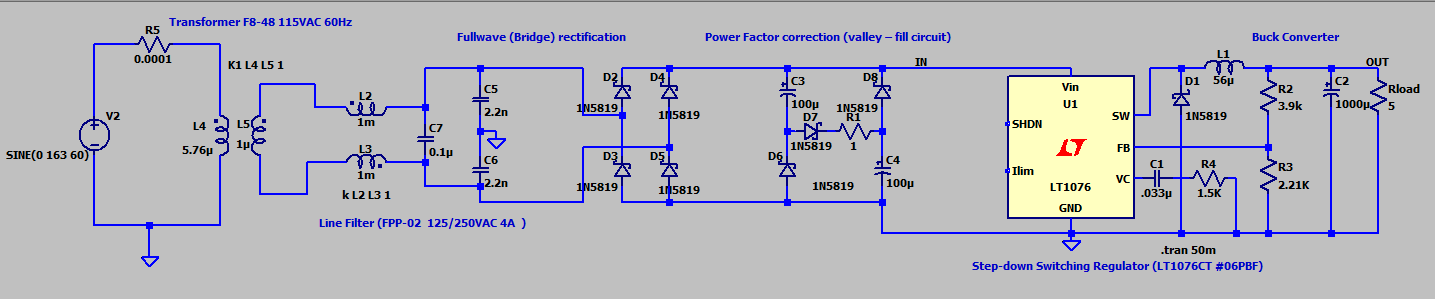 Transformer F8-48 115VAC 60Hz
R5
0.0001
K1 L4 L5 1
V2
SINE(0 163 60)
L4
5.76µ
L5
1µ
L2
1m
L3
1m
k L2 L3 1
Line Filter (FPP-02 125/250VAC 4A )
C7
0.1µ
Fullwave (Bridge) rectification
C5
2.2n
C6
2.2n
D2
1N5819
D4
1N5819
D3
1N5819
D5
1N5819
Power Factor correction (valley – fill circuit)
C3
100µ
D8
1N5819
D7
1N5819
R1
1
D6
1N5819
C4
100µ
IN
Vin
U1
SHDN
SW
FB
Ilim
VC
LT1076
GND
C1
.033µ
R4
1.5K
Buck Converter
L1
56µ
D1
1N5819
R2
3.9k
R3
2.21K
C2
1000µ
OUT
Rload
5
.tran 50m
Step-down Switching Regulator (LT1076CT #06PBF)